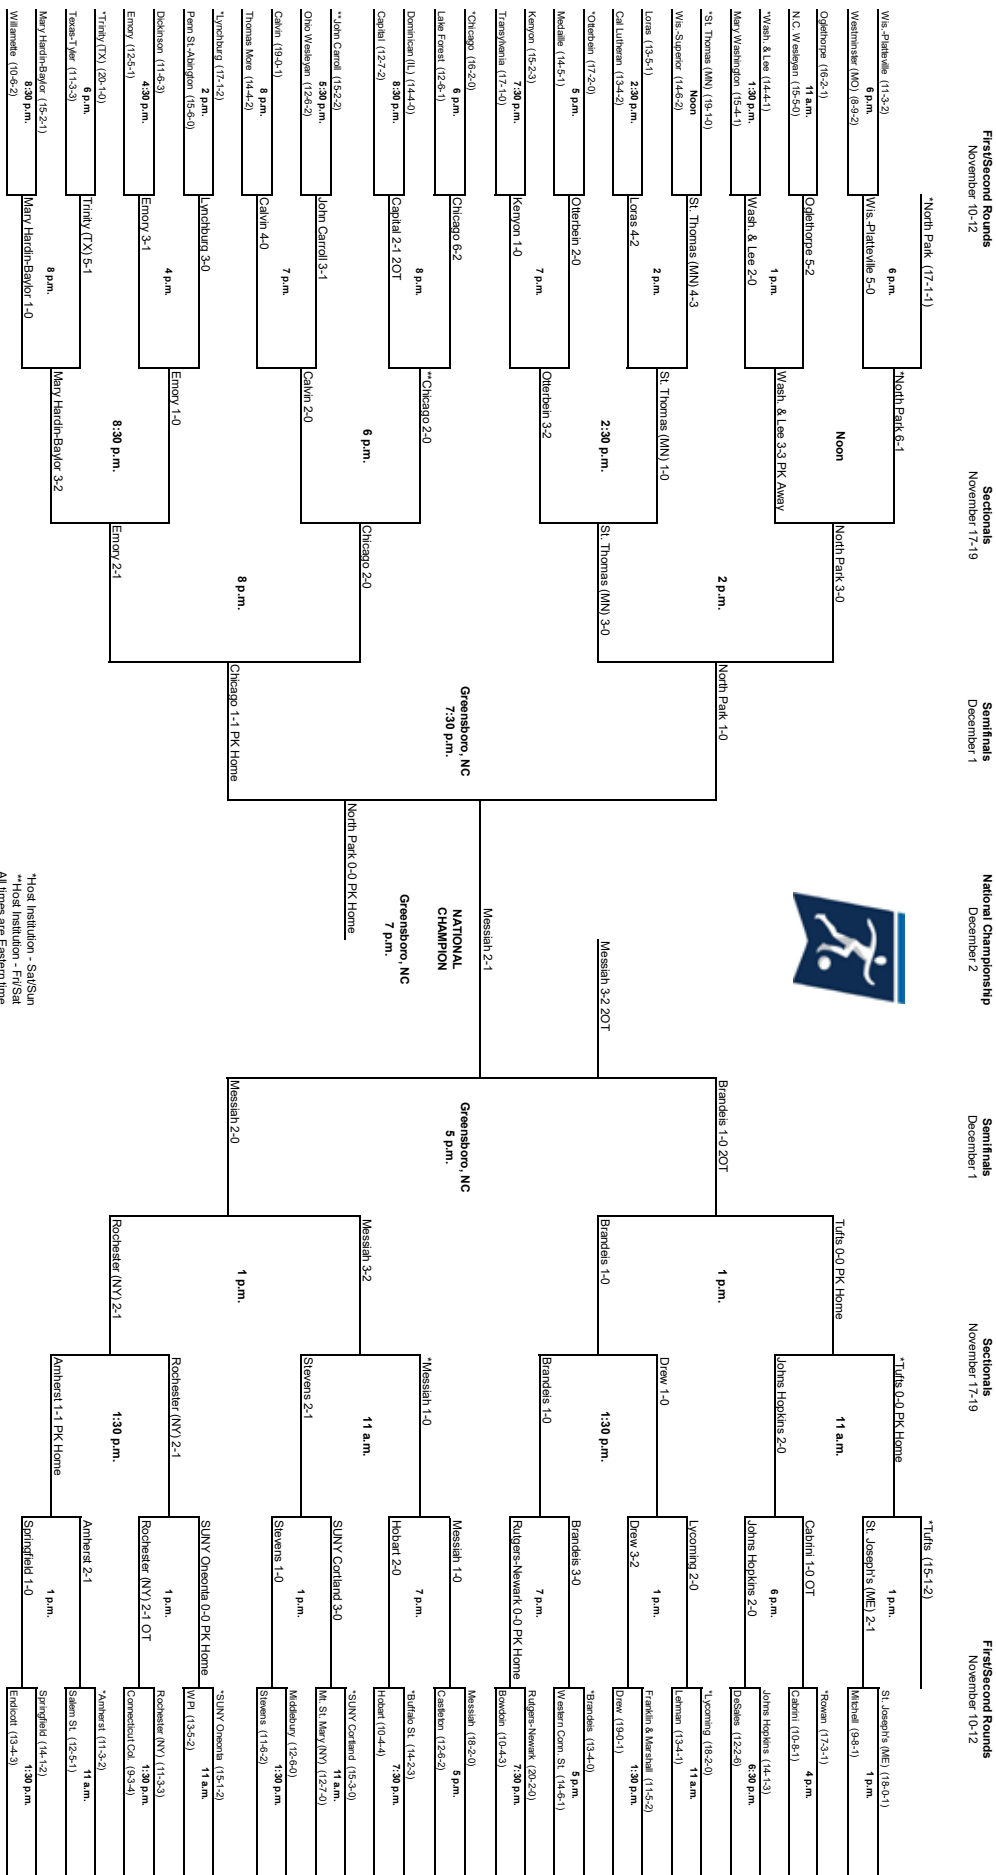 First/Second Rounds
November 10-12
Sectionals
November 17-19
Semifinals
December 1
National Championship
December 2
Semifinals
December 1
Sectionals
November 17-19
First/Second Rounds
November 10-12
*North Park (17-1-1)
6 p.m.
Wis.-Platteville (11-3-2)
6 p.m.
Westminster (MO) (8-9-2)
Wis.-Platteville 5-0
*North Park 6-1
Oglethorpe (16-2-1)
11 a.m.
N.C. Wesleyan (15-5-0)
Oglethorpe 5-2
1 p.m.
*Wash. & Lee (14-4-1)
1:30 p.m.
Mary Washington (15-4-1)
Wash. & Lee 2-0
Noon
Wash. & Lee 3-3 PK Away
North Park 3-0
*St. Thomas (MN) (19-1-0)
Noon
Wis.-Superior (14-6-2)
St. Thomas (MN) 4-3
2 p.m.
Loras (13-5-1)
2:30 p.m.
Cal Lutheran (13-4-2)
Loras 4-2
St. Thomas (MN) 1-0
2:30 p.m.
*Otterbein (17-2-0)
5 p.m.
Medaille (14-5-1)
Otterbein 2-0
7 p.m.
Kenyon (15-2-3)
7:30 p.m.
Transylvania (17-1-0)
Kenyon 1-0
Otterbein 3-2
St. Thomas (MN) 3-0
2 p.m.
North Park 1-0
*Chicago (16-2-0)
6 p.m.
Lake Forest (12-6-1)
Chicago 6-2
8 p.m.
Dominican (IL) (14-4-0)
8:30 p.m.
Capital (12-7-2)
Capital 2-1 2OT
**Chicago 2-0
6 p.m.
**John Carroll (15-2-2)
5:30 p.m.
Ohio Wesleyan (12-6-2)
John Carroll 3-1
7 p.m.
Calvin (19-0-1)
8 p.m.
Thomas More (14-4-2)
Calvin 4-0
Calvin 2-0
Chicago 2-0
*Lynchburg (17-1-2)
2 p.m.
Penn St.-Abington (15-6-0)
Lynchburg 3-0
4 p.m.
Dickinson (11-6-3)
4:30 p.m.
Emory (12-5-1)
Emory 3-1
Emory 1-0
8:30 p.m.
*Trinity (TX) (20-1-0)
6 p.m.
Texas-Tyler (11-3-3)
Trinity (TX) 5-1
8 p.m.
Mary Hardin-Baylor (15-2-1)
8:30 p.m.
Willamette (10-6-2)
Mary Hardin-Baylor 1-0
Mary Hardin-Baylor 3-2
Emory 2-1
8 p.m.
Chicago 1-1 PK Home
Greensboro, NC
7:30 p.m.
North Park 0-0 PK Home
Messiah 3-2 2OT
Messiah 2-1
NATIONAL
CHAMPION
Greensboro, NC
7 p.m.
*Host Institution - Sat/Sun
**Host Institution - Fri/Sat
All times are Eastern time
Brandeis 1-0 2OT
Greensboro, NC
5 p.m.
Messiah 2-0
Tufts 0-0 PK Home
1 p.m.
Brandeis 1-0
Messiah 3-2
1 p.m.
Rochester (NY) 2-1
*Tufts 0-0 PK Home
11 a.m.
Johns Hopkins 2-0
Drew 1-0
1:30 p.m.
Brandeis 1-0
*Messiah 1-0
11 a.m.
Stevens 2-1
Rochester (NY) 2-1
1:30 p.m.
Amherst 1-1 PK Home
*Tufts (15-1-2)
1 p.m.
St. Joseph's (ME) 2-1
Cabrini 1-0 OT
6 p.m.
Johns Hopkins 2-0
Lycoming 2-0
1 p.m.
Drew 3-2
Brandeis 3-0
7 p.m.
Rutgers-Newark 0-0 PK Home
Messiah 1-0
7 p.m.
Hobart 2-0
SUNY Cortland 3-0
1 p.m.
Stevens 1-0
SUNY Oneonta 0-0 PK Home
1 p.m.
Rochester (NY) 2-1 OT
Amherst 2-1
1 p.m.
Springfield 1-0
St. Joseph's (ME) (18-0-1)
1 p.m.
Mitchell (9-8-1)
*Rowan (17-3-1)
4 p.m.
Cabrini (10-8-1)
Johns Hopkins (14-1-3)
6:30 p.m.
DeSales (12-2-6)
*Lycoming (18-2-0)
11 a.m.
Lehman (13-4-1)
Franklin & Marshall (11-5-2)
1:30 p.m.
Drew (19-0-1)
*Brandeis (13-4-0)
5 p.m.
Western Conn. St. (14-6-1)
Rutgers-Newark (20-2-0)
7:30 p.m.
Bowdoin (10-4-3)
Messiah (18-2-0)
5 p.m.
Castleton (12-6-2)
*Buffalo St. (14-2-3)
7:30 p.m.
Hobart (10-4-4)
*SUNY Cortland (15-3-0)
11 a.m.
Mt. St. Mary (NY) (12-7-0)
Middlebury (12-6-0)
1:30 p.m.
Stevens (11-6-2)
*SUNY Oneonta (15-1-2)
11 a.m.
WPI (13-5-2)
Rochester (NY) (11-3-3)
1:30 p.m.
Connecticut Col. (9-3-4)
*Amherst (11-3-2)
11 a.m.
Salem St. (12-5-1)
Springfield (14-1-2)
1:30 p.m.
Endicott (13-4-3)